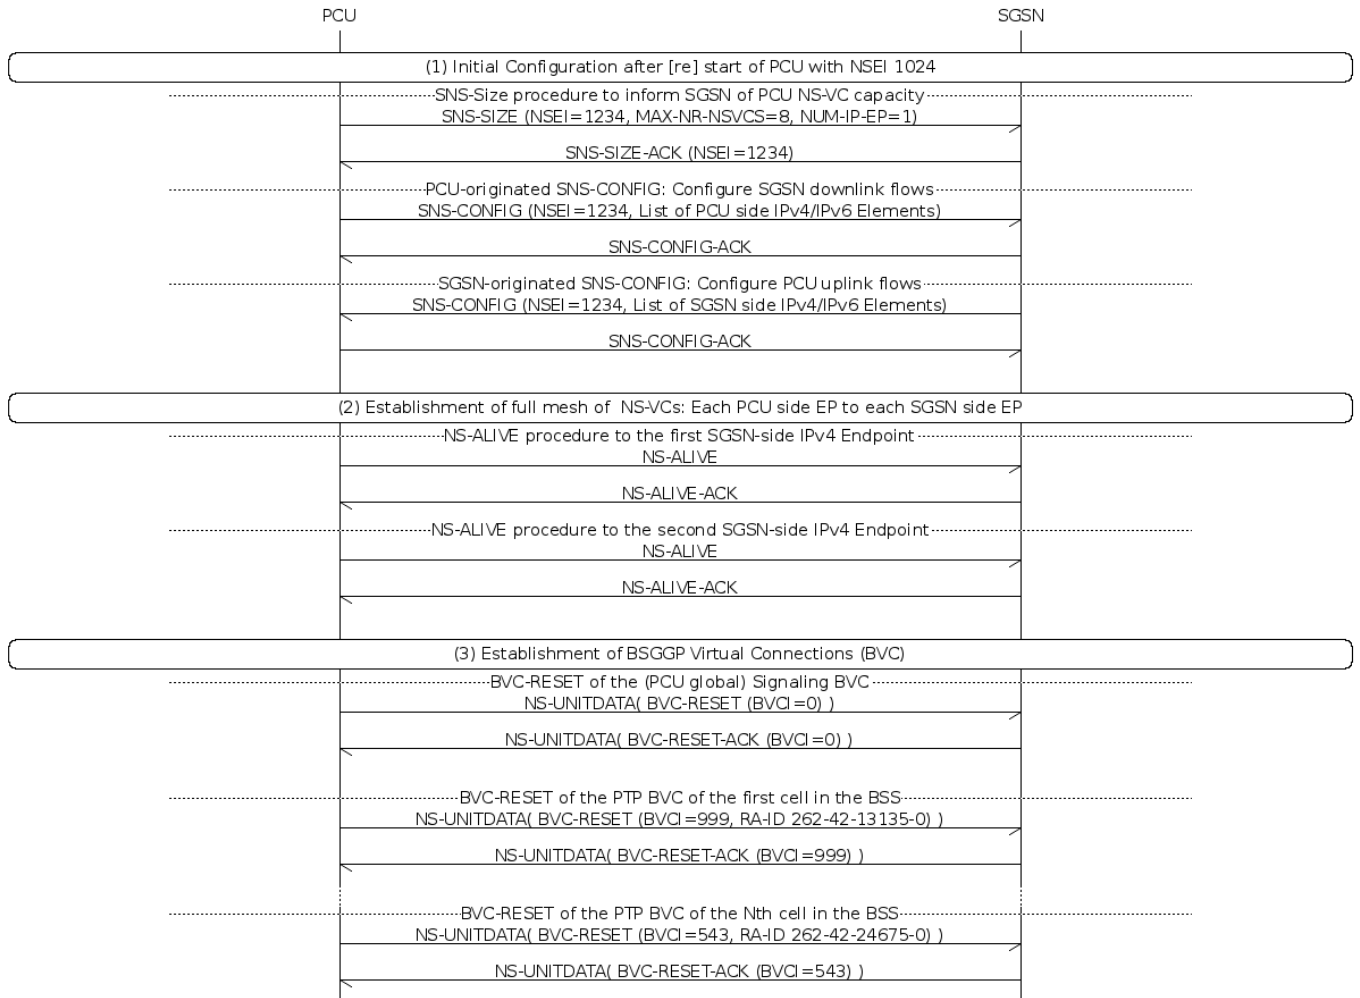 PCU SGSN
(1) Initial Configuration after [re] start of PCU with NSEI 1024
SNS-Size procedure to inform SGSN of PCU NS-VC capacity
SNS-SIZE (NSEI=1234, MAX-NR-NSVCS=8, NUM-IP-EP=1)
SNS-SIZE-ACK (NSEI=1234)
PCU-originated SNS-CONFIG: Configure SGSN downlink flows
SNS-CONFIG (NSEI=1234, List of PCU side IPv4/IPv6 Elements)
SNS-CONFIG-ACK
SGSN-originated SNS-CONFIG: Configure PCU uplink flows
SNS-CONFIG (NSEI=1234, List of SGSN side IPv4/IPv6 Elements)
SNS-CONFIG-ACK
(2) Establishment of full mesh of NS-VCs: Each PCU side EP to each SGSN side EP
NS-ALIVE procedure to the first SGSN-side IPv4 Endpoint
NS-ALIVE
NS-ALIVE-ACK
NS-ALIVE procedure to the second SGSN-side IPv4 Endpoint
NS-ALIVE
NS-ALIVE-ACK
(3) Establishment of BSGGP Virtual Connections (BVC)
BVC-RESET of the (PCU global) Signaling BVC
NS-UNITDATA( BVC-RESET (BVCI=0) )
NS-UNITDATA( BVC-RESET-ACK (BVCI=0) )
BVC-RESET of the PTP BVC of the first cell in the BSS
NS-UNITDATA( BVC-RESET (BVCI=999, RA-ID 262-42-13135-0) )
NS-UNITDATA( BVC-RESET-ACK (BVCI=999) )
BVC-RESET of the PTP BVC of the Nth cell in the BSS
NS-UNITDATA( BVC-RESET (BVCI=543, RA-ID 262-42-24675-0) )
NS-UNITDATA( BVC-RESET-ACK (BVCI=543) )